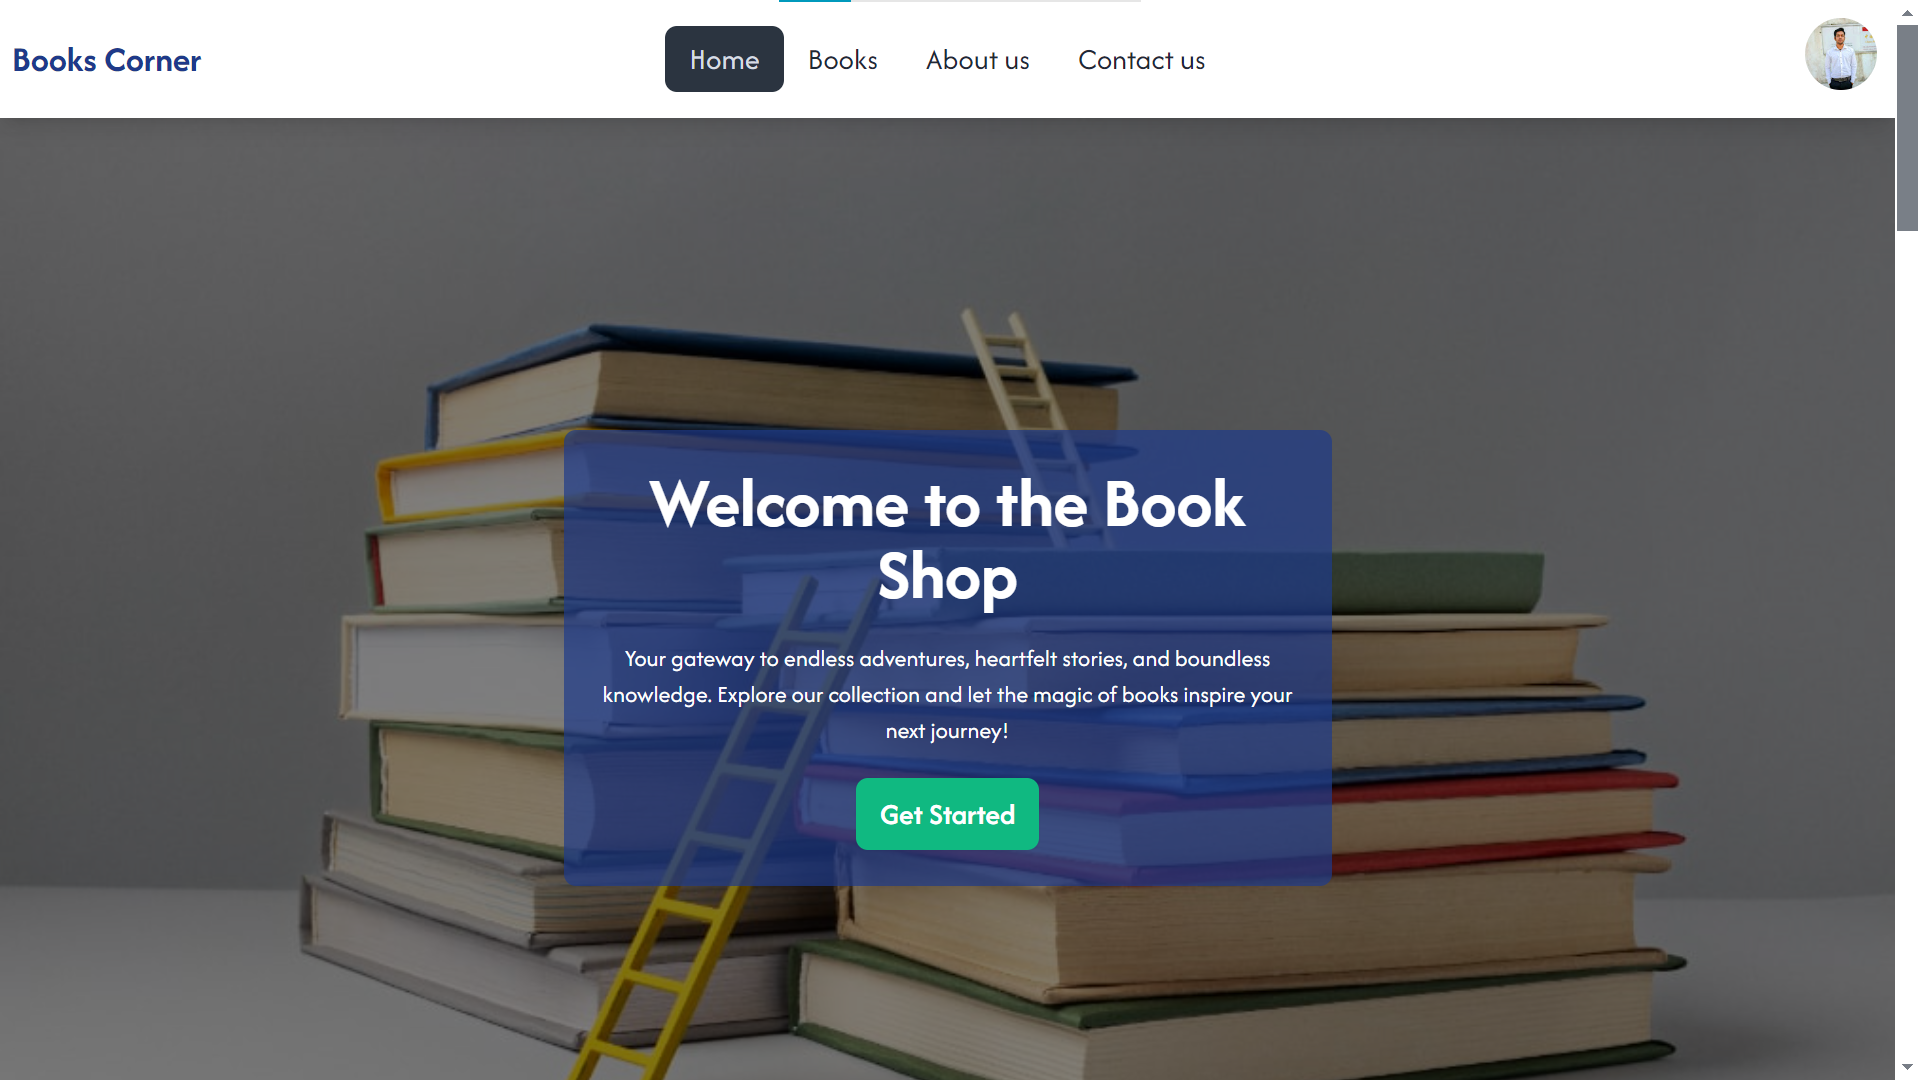 Books Corner
Home
Books
About us
Contact us
Welcome to the Book
Shop
Your gateway to endless adventures, heartfelt stories, and boundless
knowledge. Explore our collection and let the magic of books inspire your
next journey!
Get Started